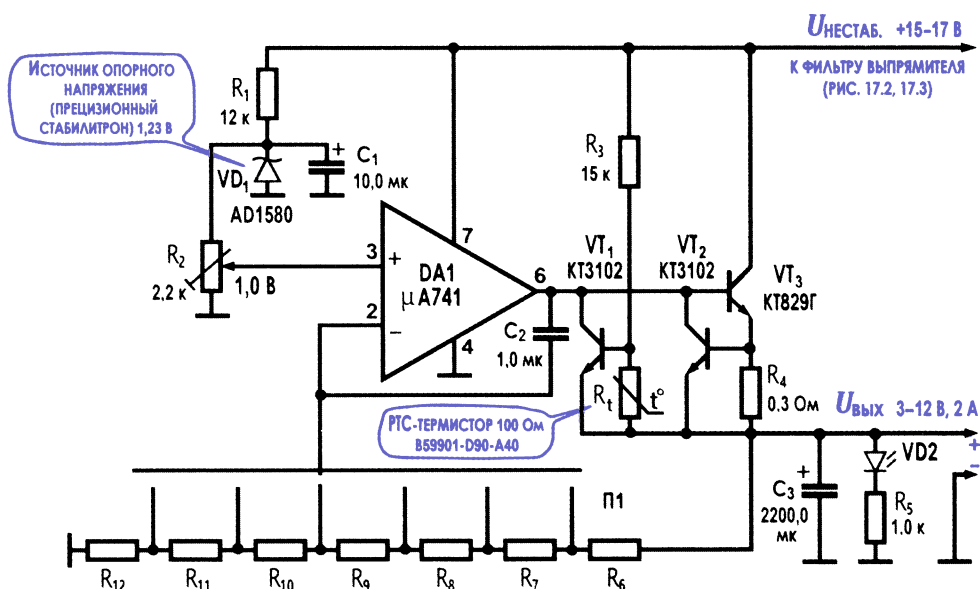 Uнестаб. +15–17 В
К фильтру выпрямителя
(рис. 17.2, 17.3)
Источник опорного
напряжения
(прецизионный
стабилитрон) 1,23 В
R1
12 к
VD1
AD1580
+
C1
10,0 мк
R3
15 к
R2
2,2 к
1,0 В
3
+
2
−
7
DA1
μA741
4
6
C2
1,0 мк
VT1
КТ3102
VT2
КТ3102
VT3
КТ829Г
Rt
t°
R4
0,3 Ом
РТС-термистор 100 Ом
B59901-D90-A40
Uвых 3–12 В, 2 А
+
−
П1
+
C3
2200,0
мк
VD2
R5
1,0 к
R12
R11
R10
R9
R8
R7
R6